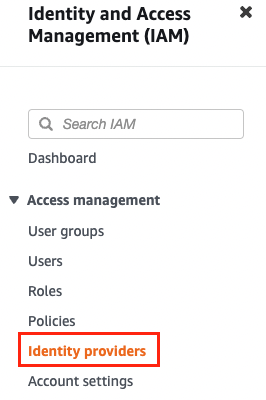 Identity and Access
Management (IAM)
Search IAM
Dashboard
Access management
User groups
Users
Roles
Policies
Identity providers
Account settings